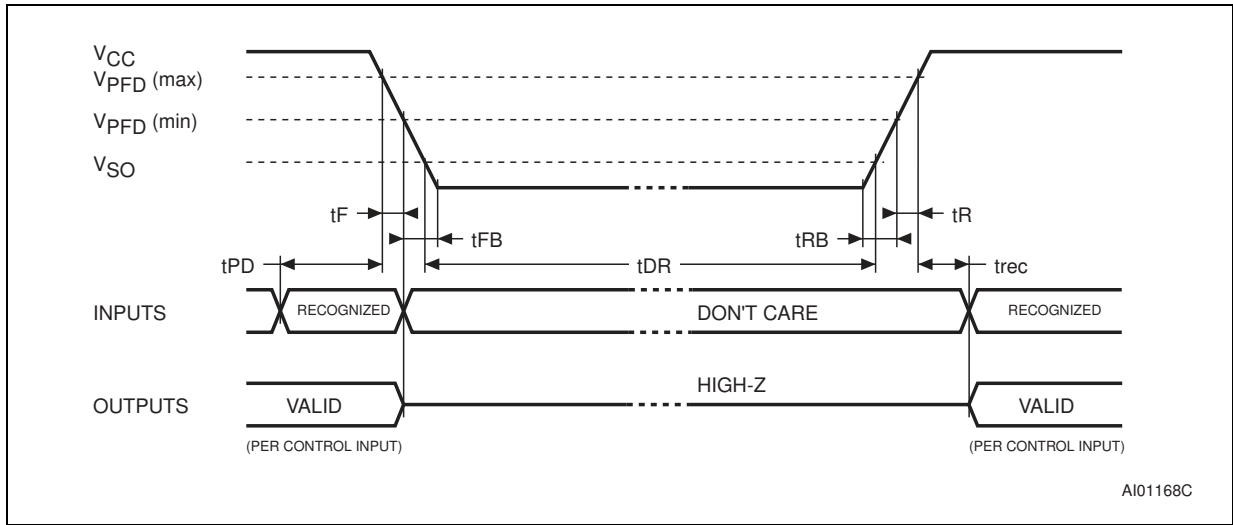 VCC
VPFD (max)
VPFD (min)
VSO
tF
tR
tFB
tRB
tPD
tDR
trec
INPUTS
RECOGNIZED
DON'T CARE
RECOGNIZED
HIGH-Z
OUTPUTS
VALID
VALID
(PER CONTROL INPUT)
(PER CONTROL INPUT)
AI01168C